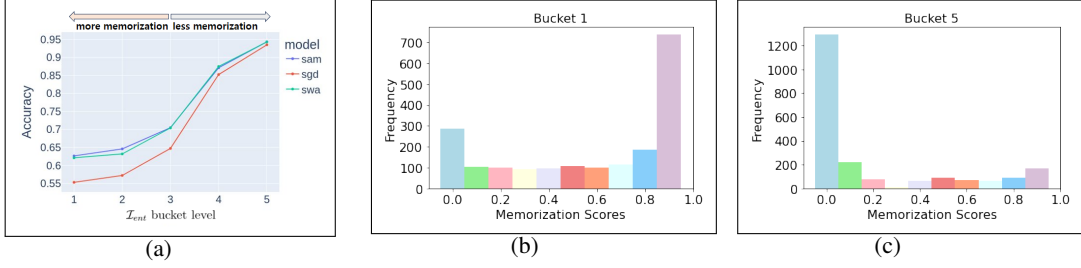 more memorization less memorization
0.95
0.9
0.85
0.8
0.75
0.7
0.65
0.6
0.55
Accuracy
1 2 3 4 5
I_ent bucket level
model
sam
sgd
swa
(a)
Bucket 1
700
600
500
400
300
200
100
0
Frequency
0.0 0.2 0.4 0.6 0.8 1.0
Memorization Scores
(b)
Bucket 5
1200
1000
800
600
400
200
0
Frequency
0.0 0.2 0.4 0.6 0.8 1.0
Memorization Scores
(c)